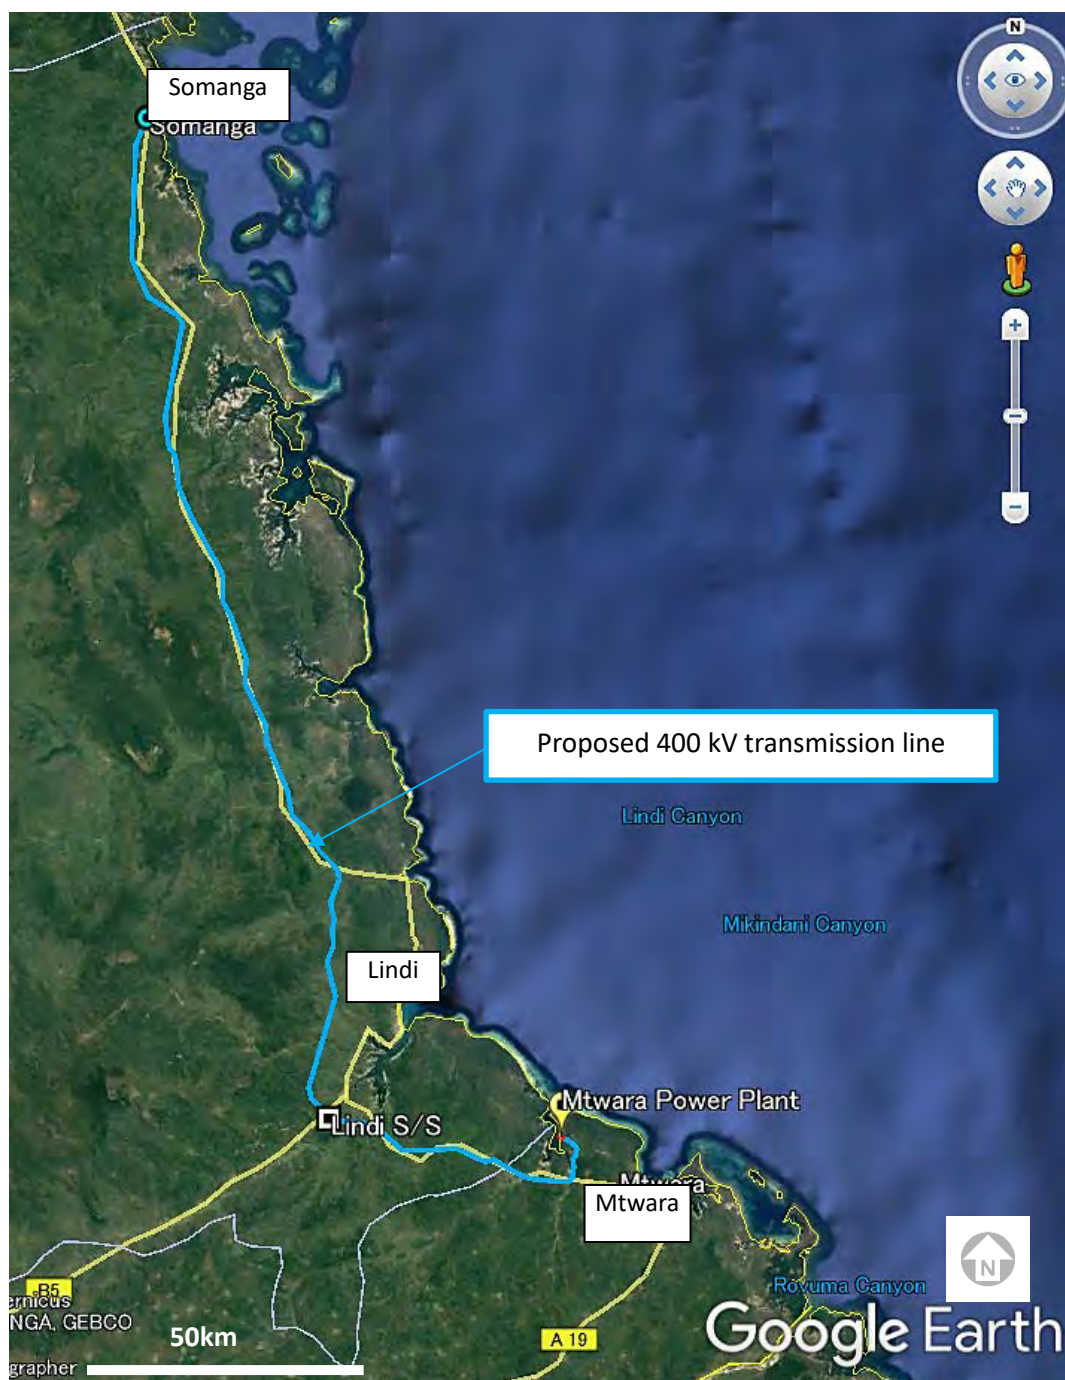 N
Somanga
Somanga
Proposed 400 kV transmission line
Lindi Canyon
Mikindani Canyon
Lindi
Mtwara Power Plant
Lindi S/S
Mtwara
Mtwara
N
Rovuma Canyon
B5
NGA, GEBCO
50km
A 19
Google Earth